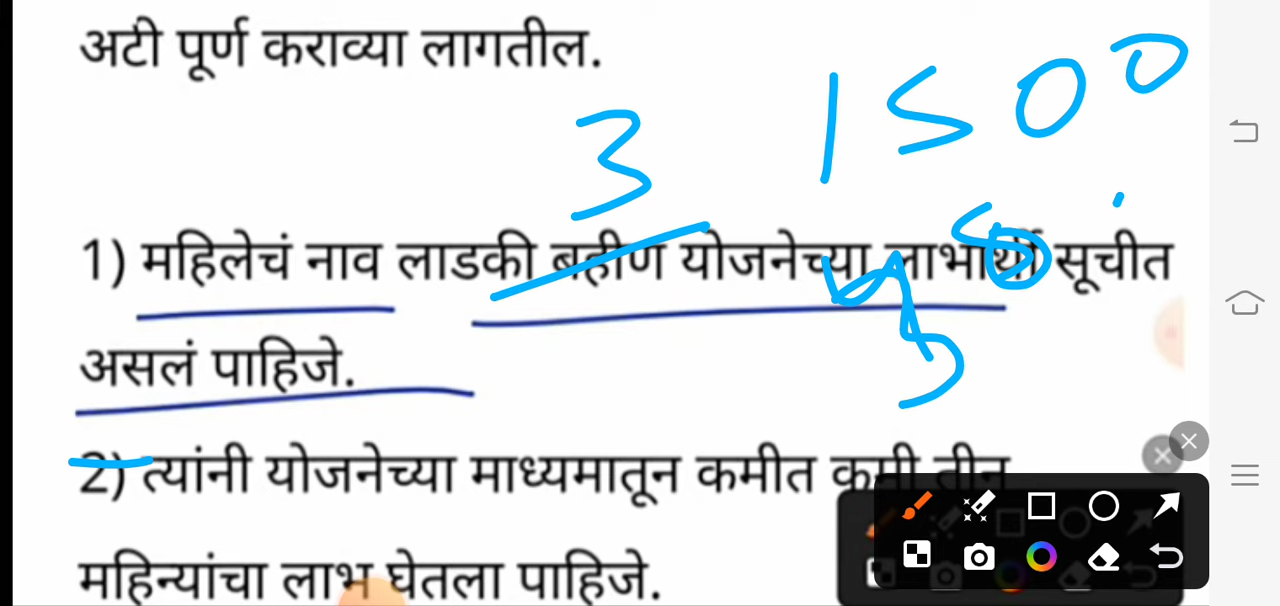 अटी पूर्ण कराव्या लागतील.
3 1500
1) महिलेचं नाव लाडकी बहीण योजनेच्या लाभार्थी सूचीत
असलं पाहिजे.
2) त्यांनी योजनेच्या माध्यमातून कमीत कमी तीन
महिन्यांचा लाभ घेतला पाहिजे.